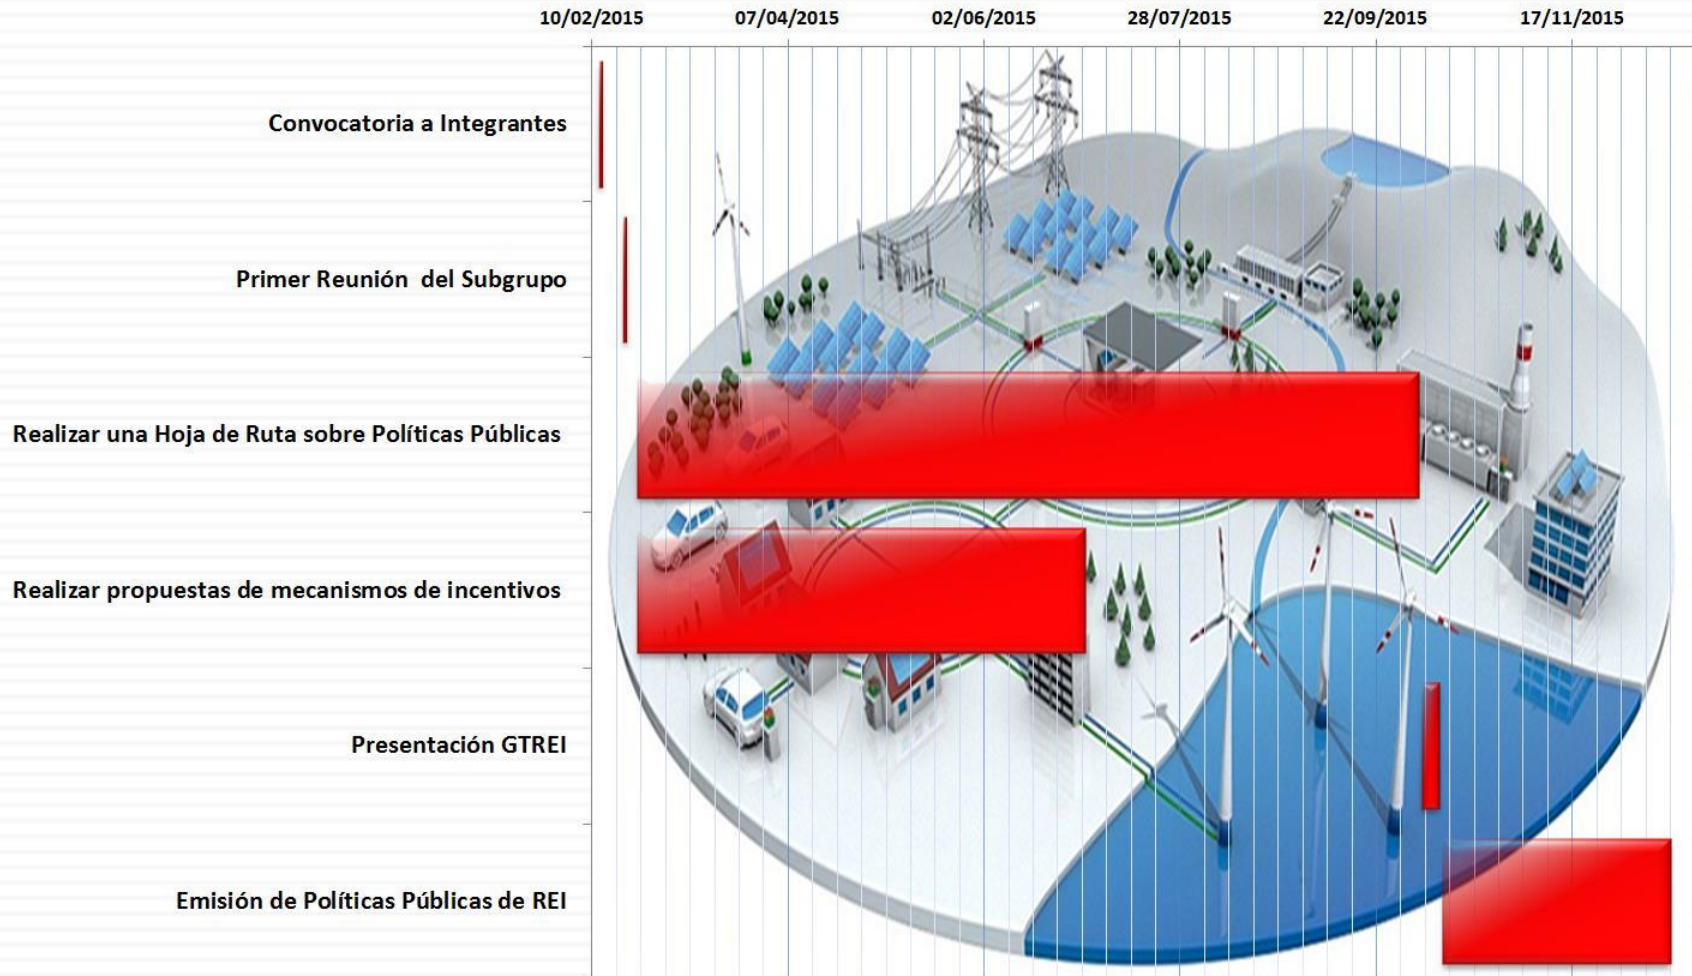 10/02/2015 07/04/2015 02/06/2015 28/07/2015 22/09/2015 17/11/2015
Convocatoria a Integrantes
Primer Reunión  del Subgrupo
Realizar una Hoja de Ruta sobre Políticas Públicas
Realizar propuestas de mecanismos de incentivos
Presentación GTREI
Emisión de Políticas Públicas de REI